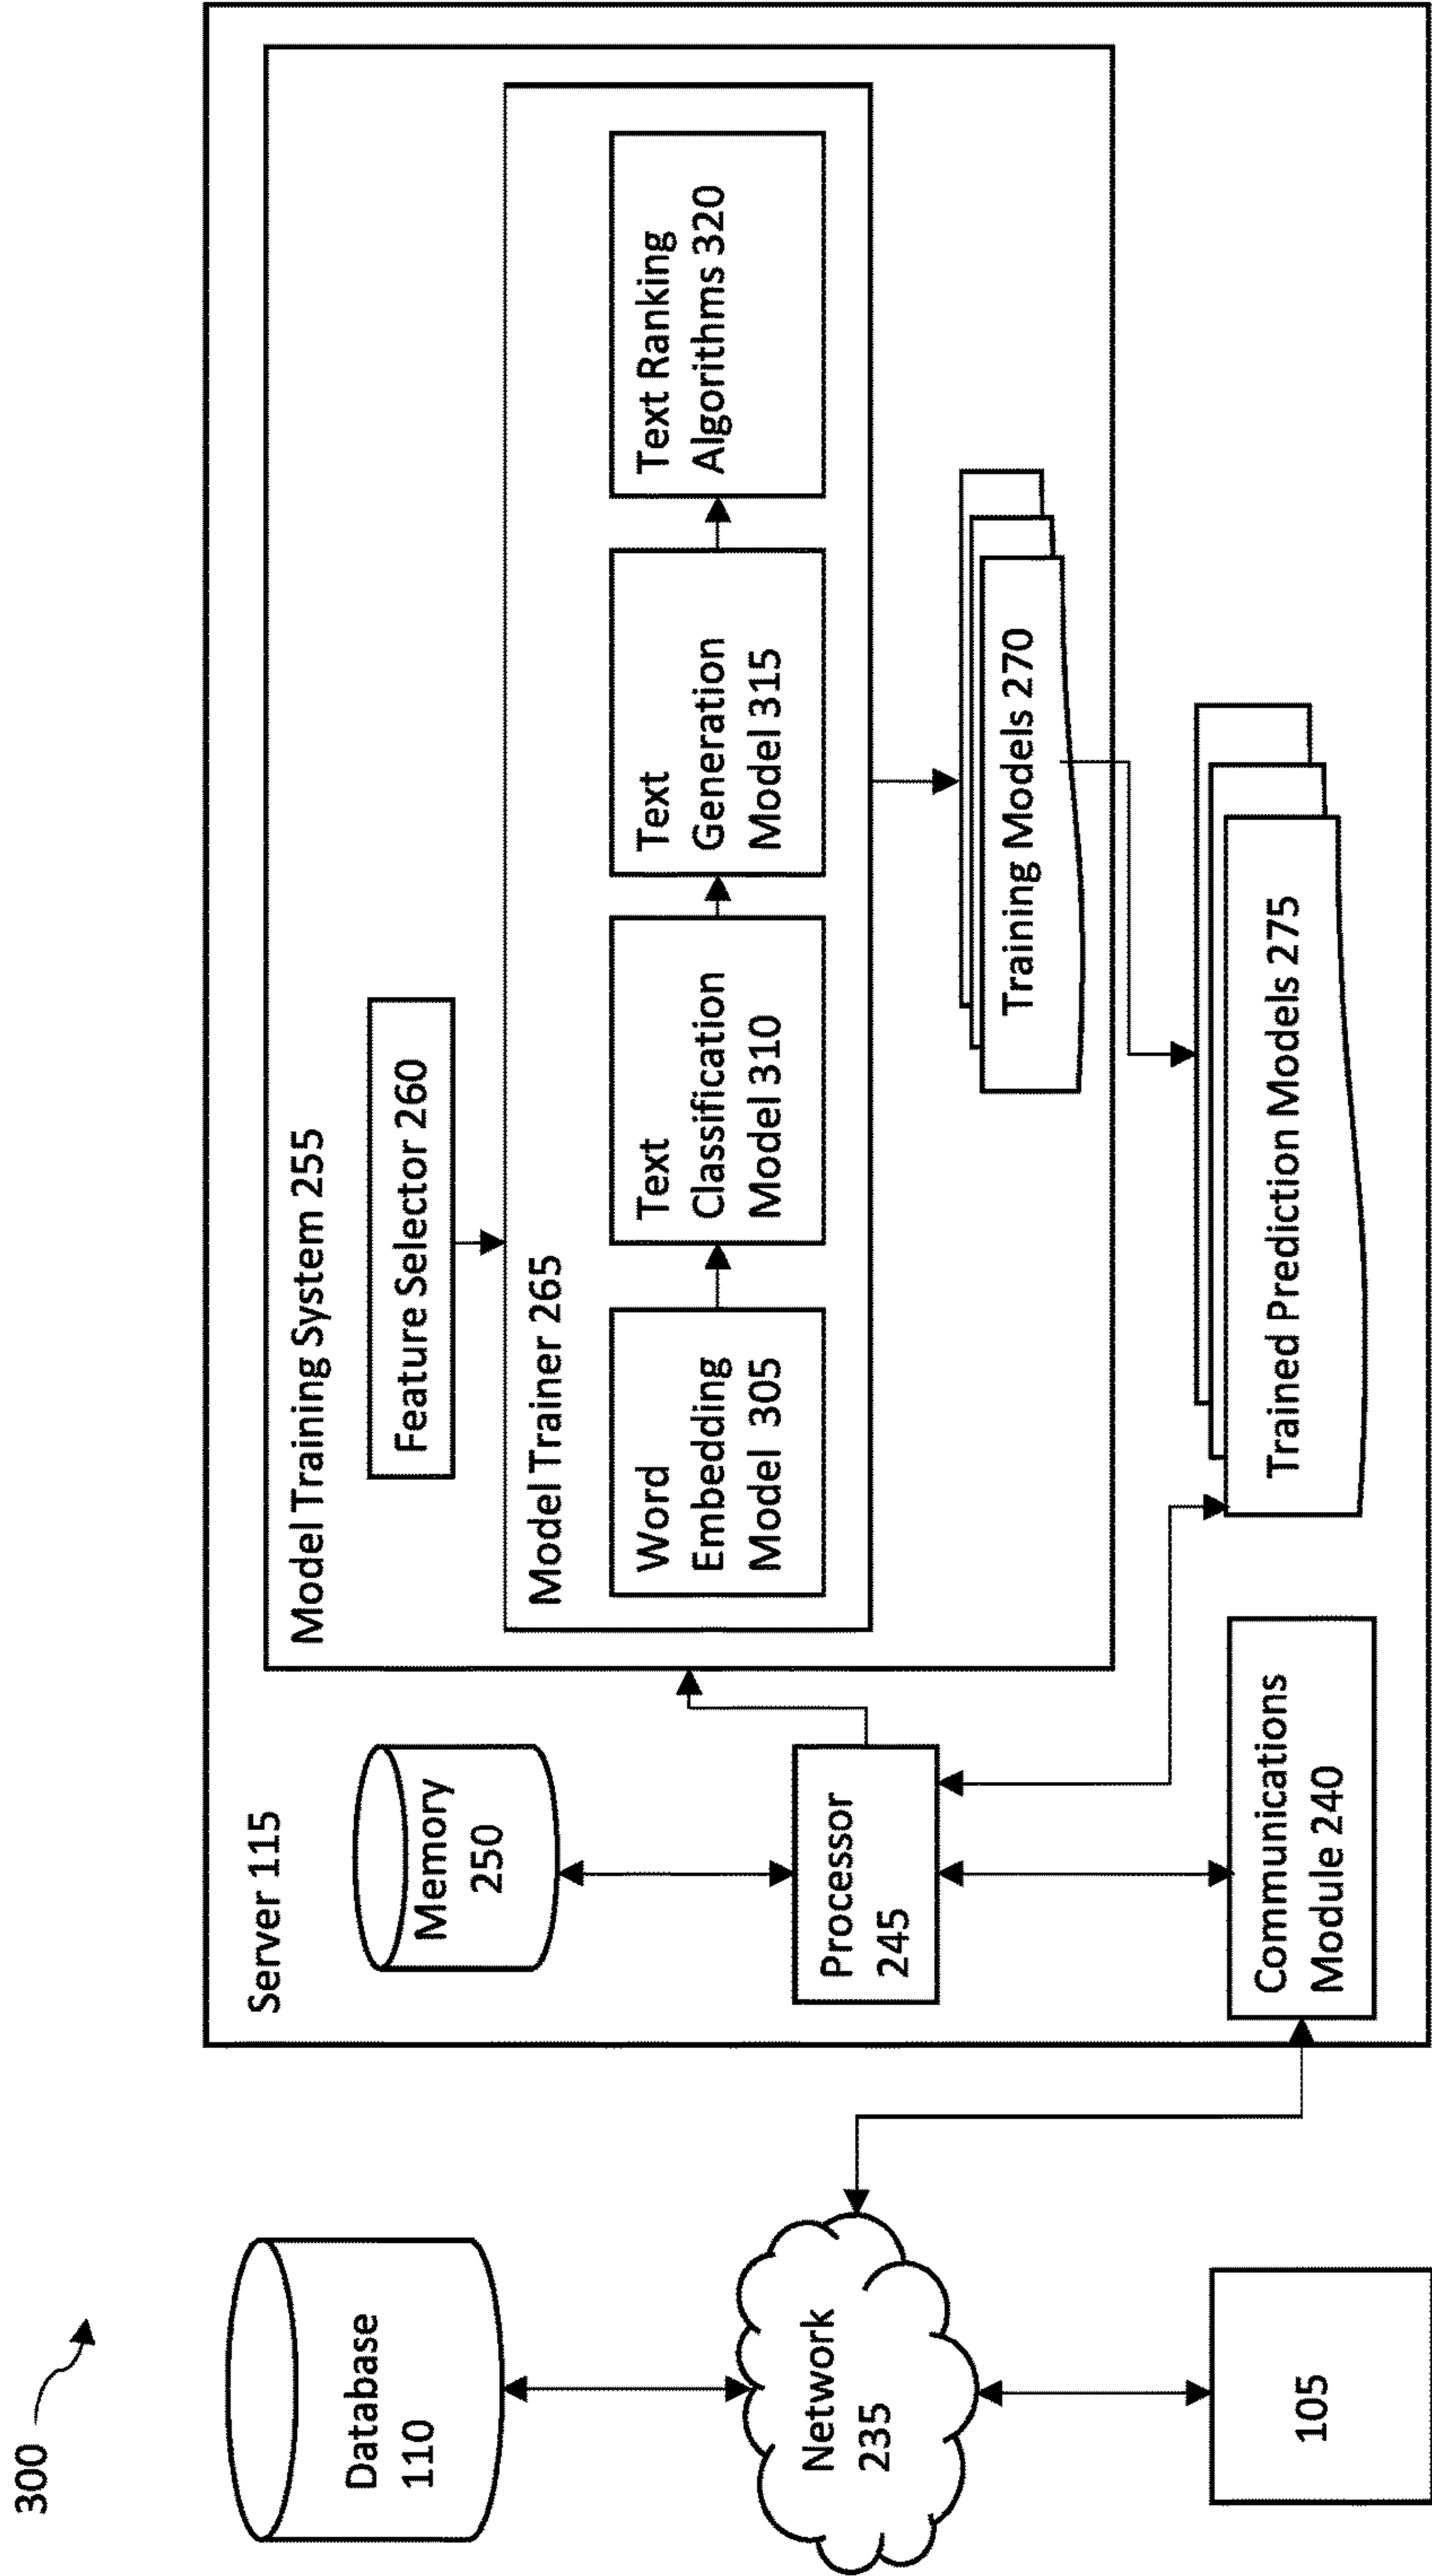 300
Database
110
Network
235
105
Server 115
Memory
250
Processor
245
Communications
Module 240
Model Training System 255
Feature Selector 260
Model Trainer 265
Word
Embedding
Model 305
Text
Classification
Model 310
Text
Generation
Model 315
Text Ranking
Algorithms 320
Training Models 270
Trained Prediction Models 275